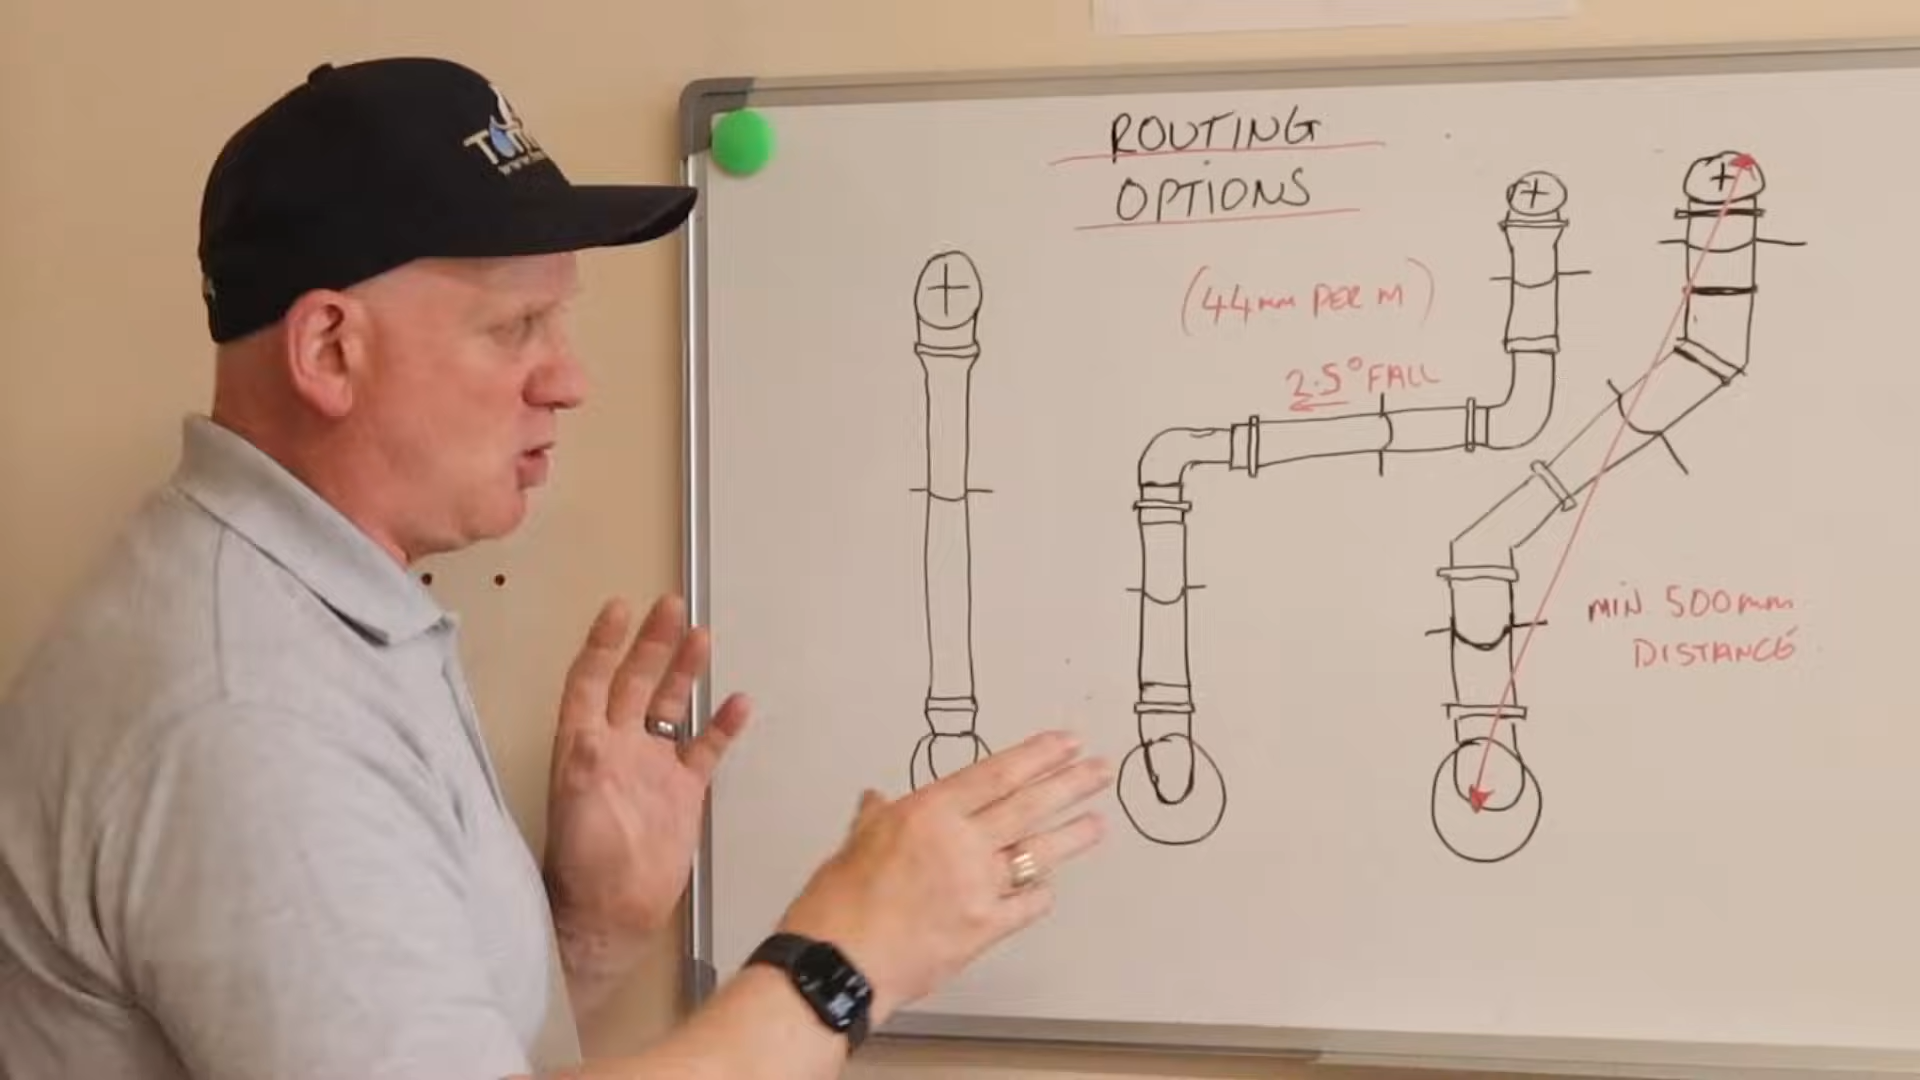 ROUTING
OPTIONS
(44mm PER M)
2.5° FALL
MIN 500mm
DISTANCE